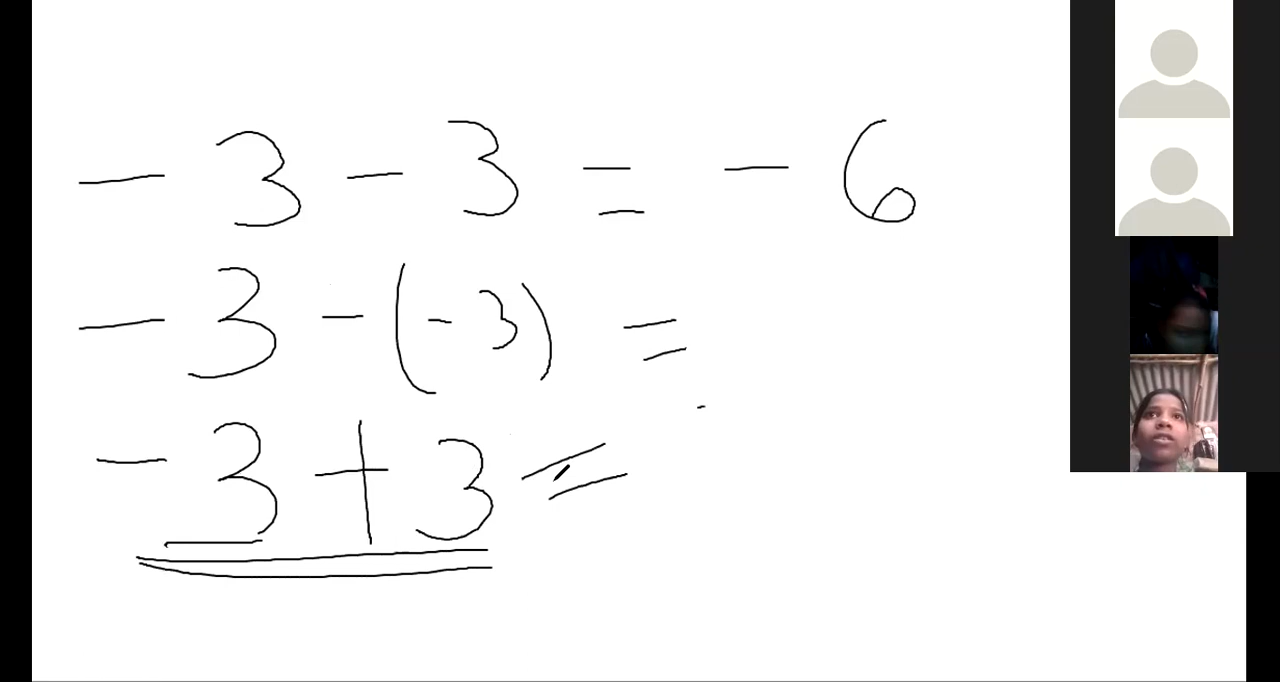 - 3 - 3 = - 6
- 3 - (- 3) =
- 3 + 3 =